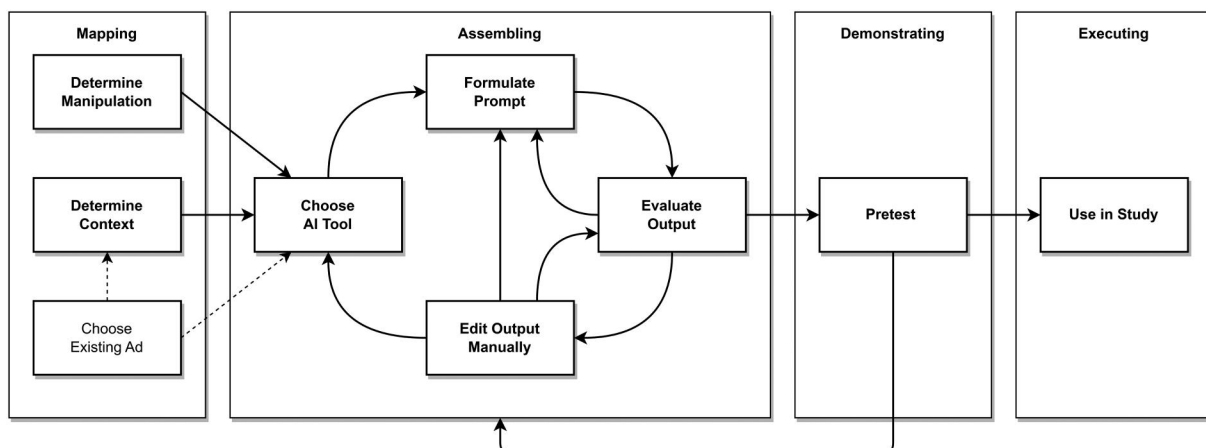 Mapping
Determine
Manipulation
Determine
Context
Choose
Existing Ad
Assembling
Formulate
Prompt
Choose
AI Tool
Evaluate
Output
Edit Output
Manually
Demonstrating
Pretest
Executing
Use in Study